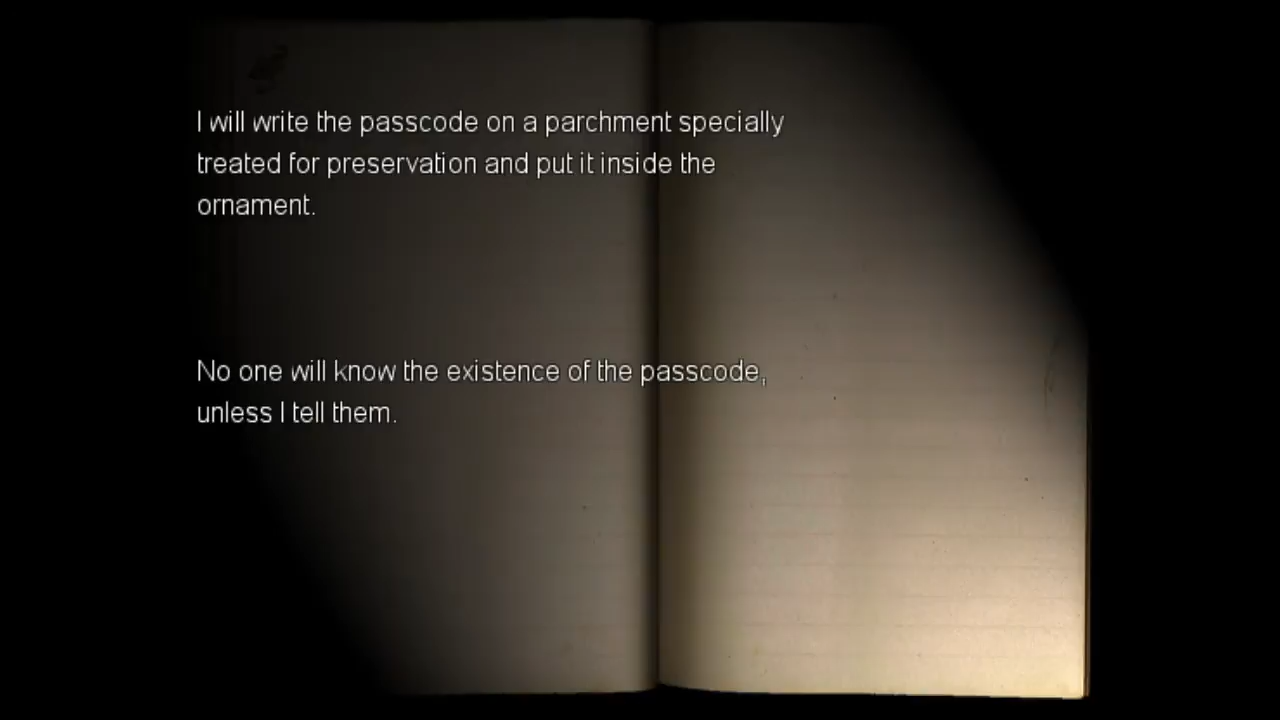 I will write the passcode on a parchment specially
treated for preservation and put it inside the
ornament.
No one will know the existence of the passcode,
unless I tell them.